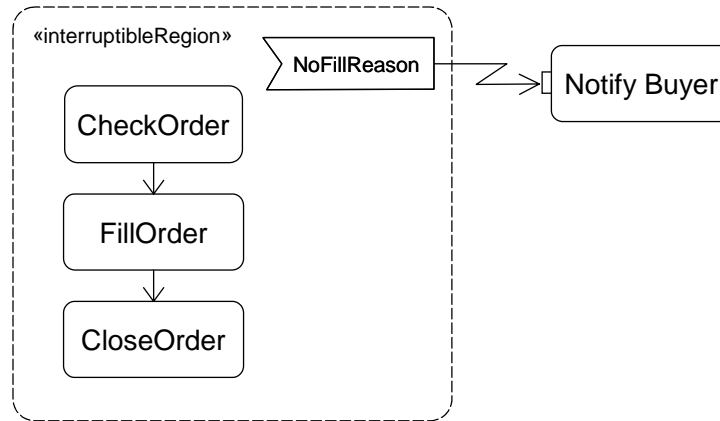 «interruptibleRegion»
NoFillReason
Notify Buyer
CheckOrder
FillOrder
CloseOrder